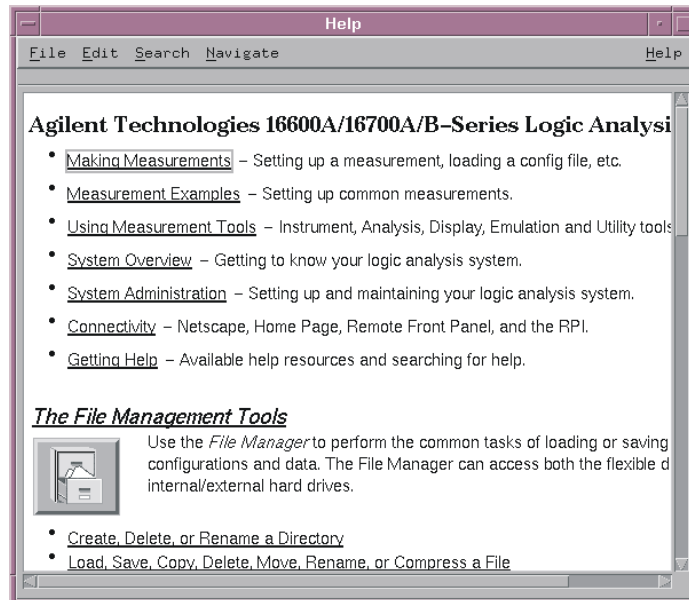 Help
File Edit Search Navigate Help
Agilent Technologies 16600A/16700A/B–Series Logic Analysi
• Making Measurements – Setting up a measurement, loading a config file, etc.
• Measurement Examples – Setting up common measurements.
• Using Measurement Tools – Instrument, Analysis, Display, Emulation and Utility tools
• System Overview – Getting to know your logic analysis system.
• System Administration – Setting up and maintaining your logic analysis system.
• Connectivity – Netscape, Home Page, Remote Front Panel, and the RPI.
• Getting Help – Available help resources and searching for help.
The File Management Tools
Use the File Manager to perform the common tasks of loading or saving
configurations and data. The File Manager can access both the flexible d
internal/external hard drives.
• Create, Delete, or Rename a Directory
• Load, Save, Copy, Delete, Move, Rename, or Compress a File